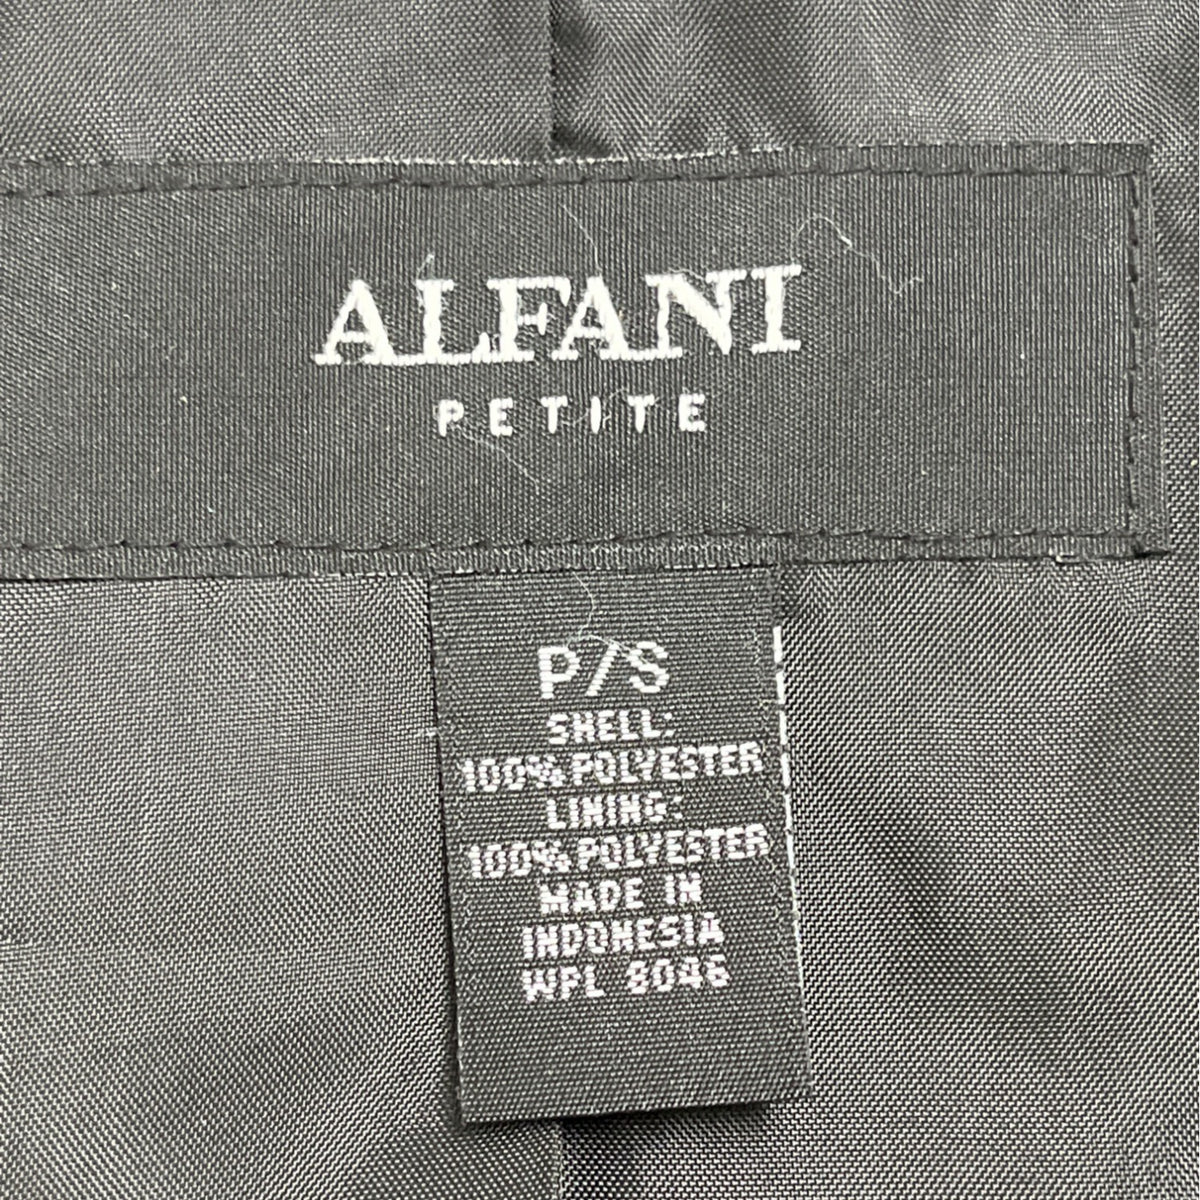 ALFANI
PETITE
P/S
SHELL:
100% POLYESTER
LINING:
100% POLYESTER
MADE IN
INDONESIA
WPL 8046